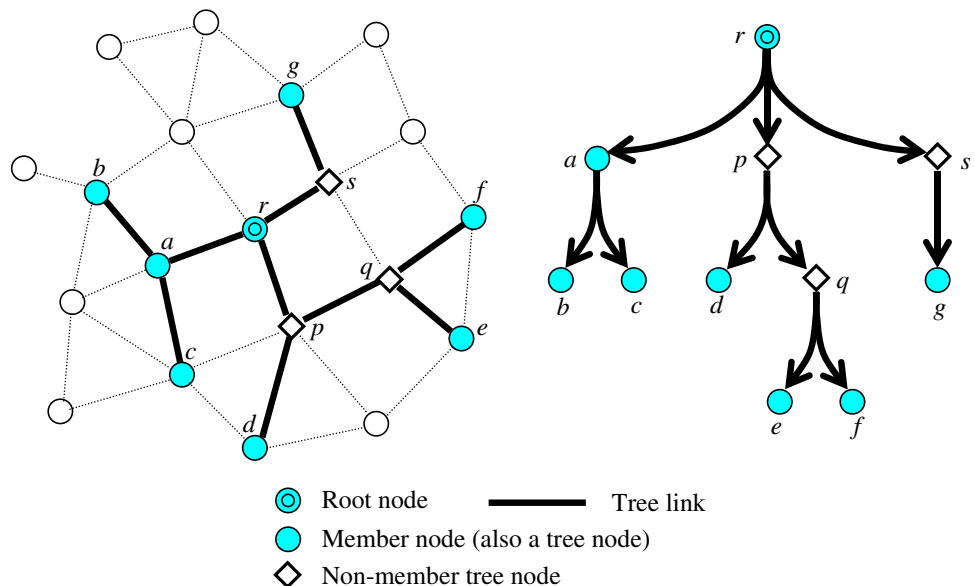 g
b
s
f
r
a
q
p
e
c
d
r
a
p
s
b
c
d
q
g
e
f
Root node
Tree link
Member node (also a tree node)
Non-member tree node